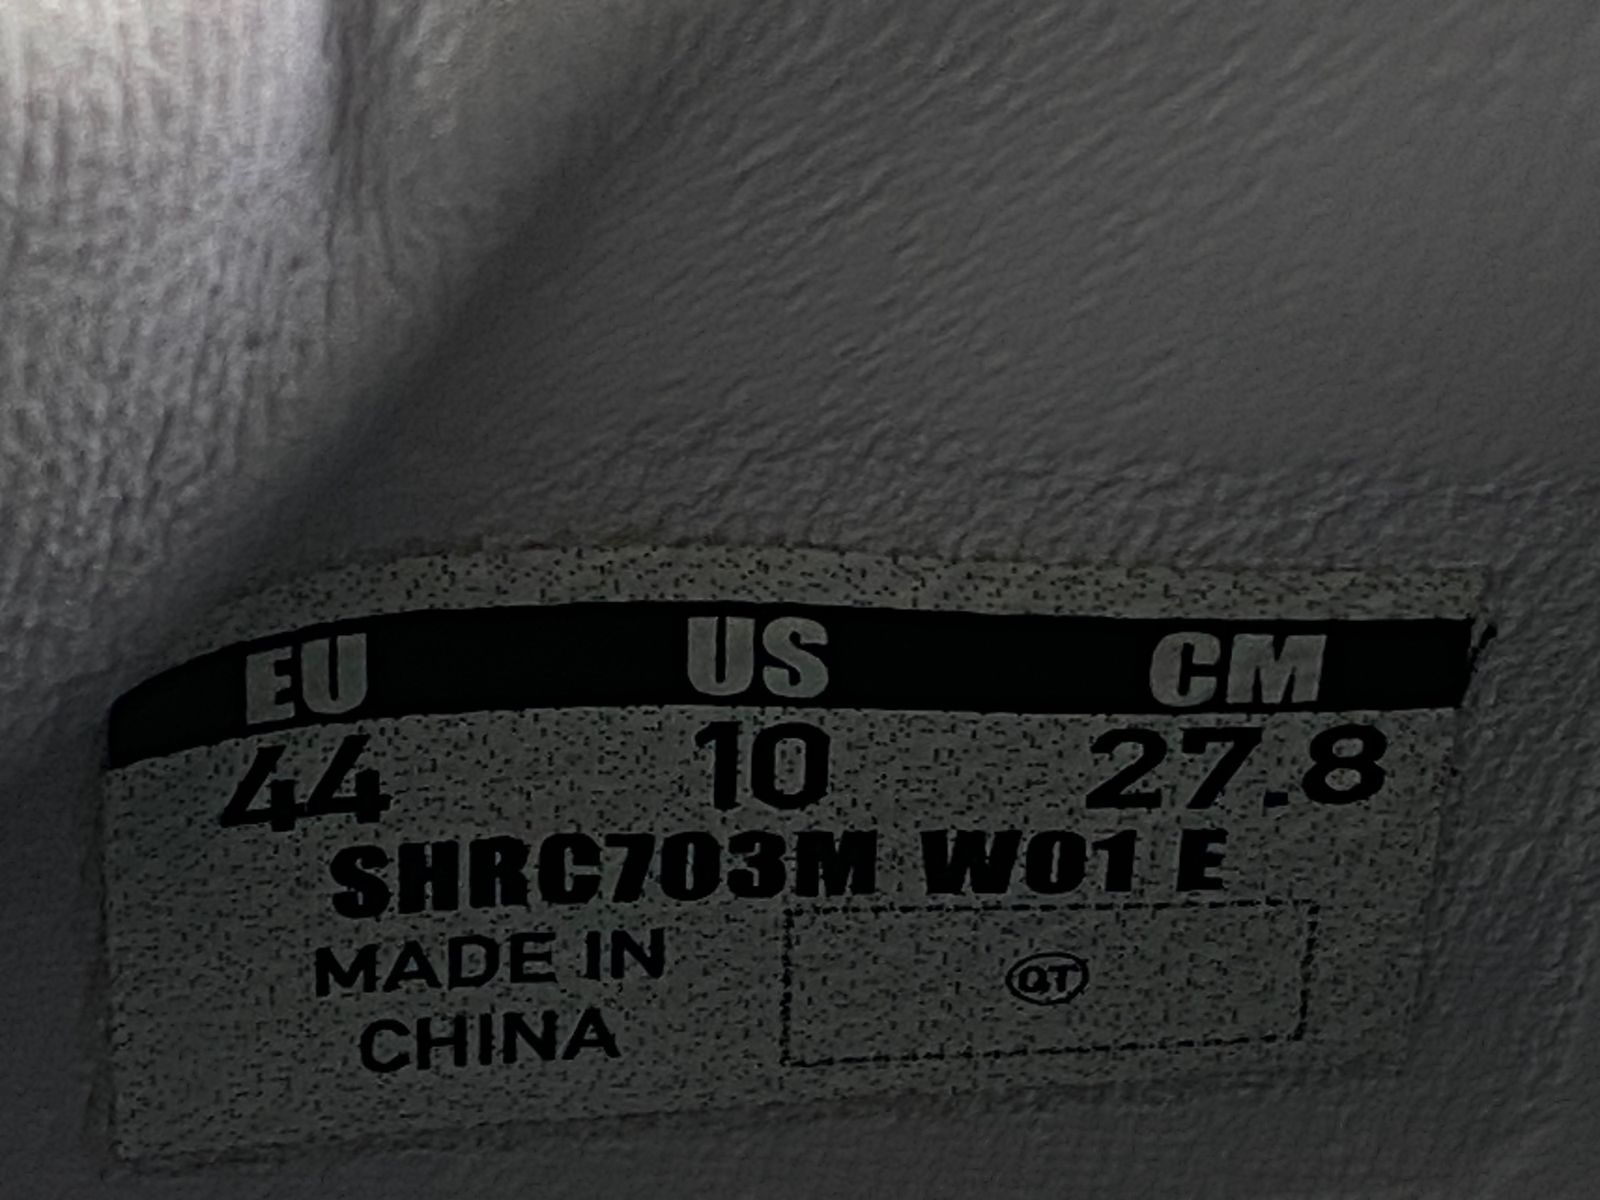 EU US CM
44 10 27.8
SHRC703M W01 E
MADE IN
CHINA
QT